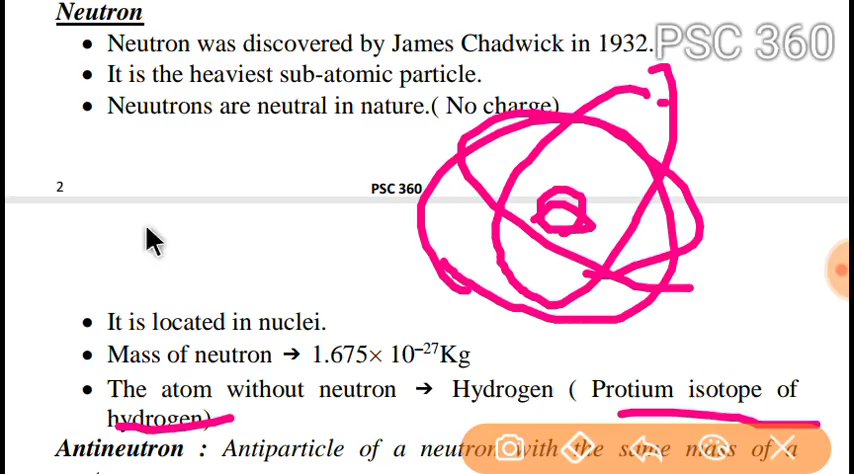 Neutron
• Neutron was discovered by James Chadwick in 1932.
PSC 360
• It is the heaviest sub-atomic particle.
• Neuutrons are neutral in nature.( No charge)
2 PSC 360
• It is located in nuclei.
• Mass of neutron ➔ 1.675× 10⁻²⁷Kg
• The atom without neutron ➔ Hydrogen ( Protium isotope of
hydrogen)
Antineutron : Antiparticle of a neutron with the same mass of a